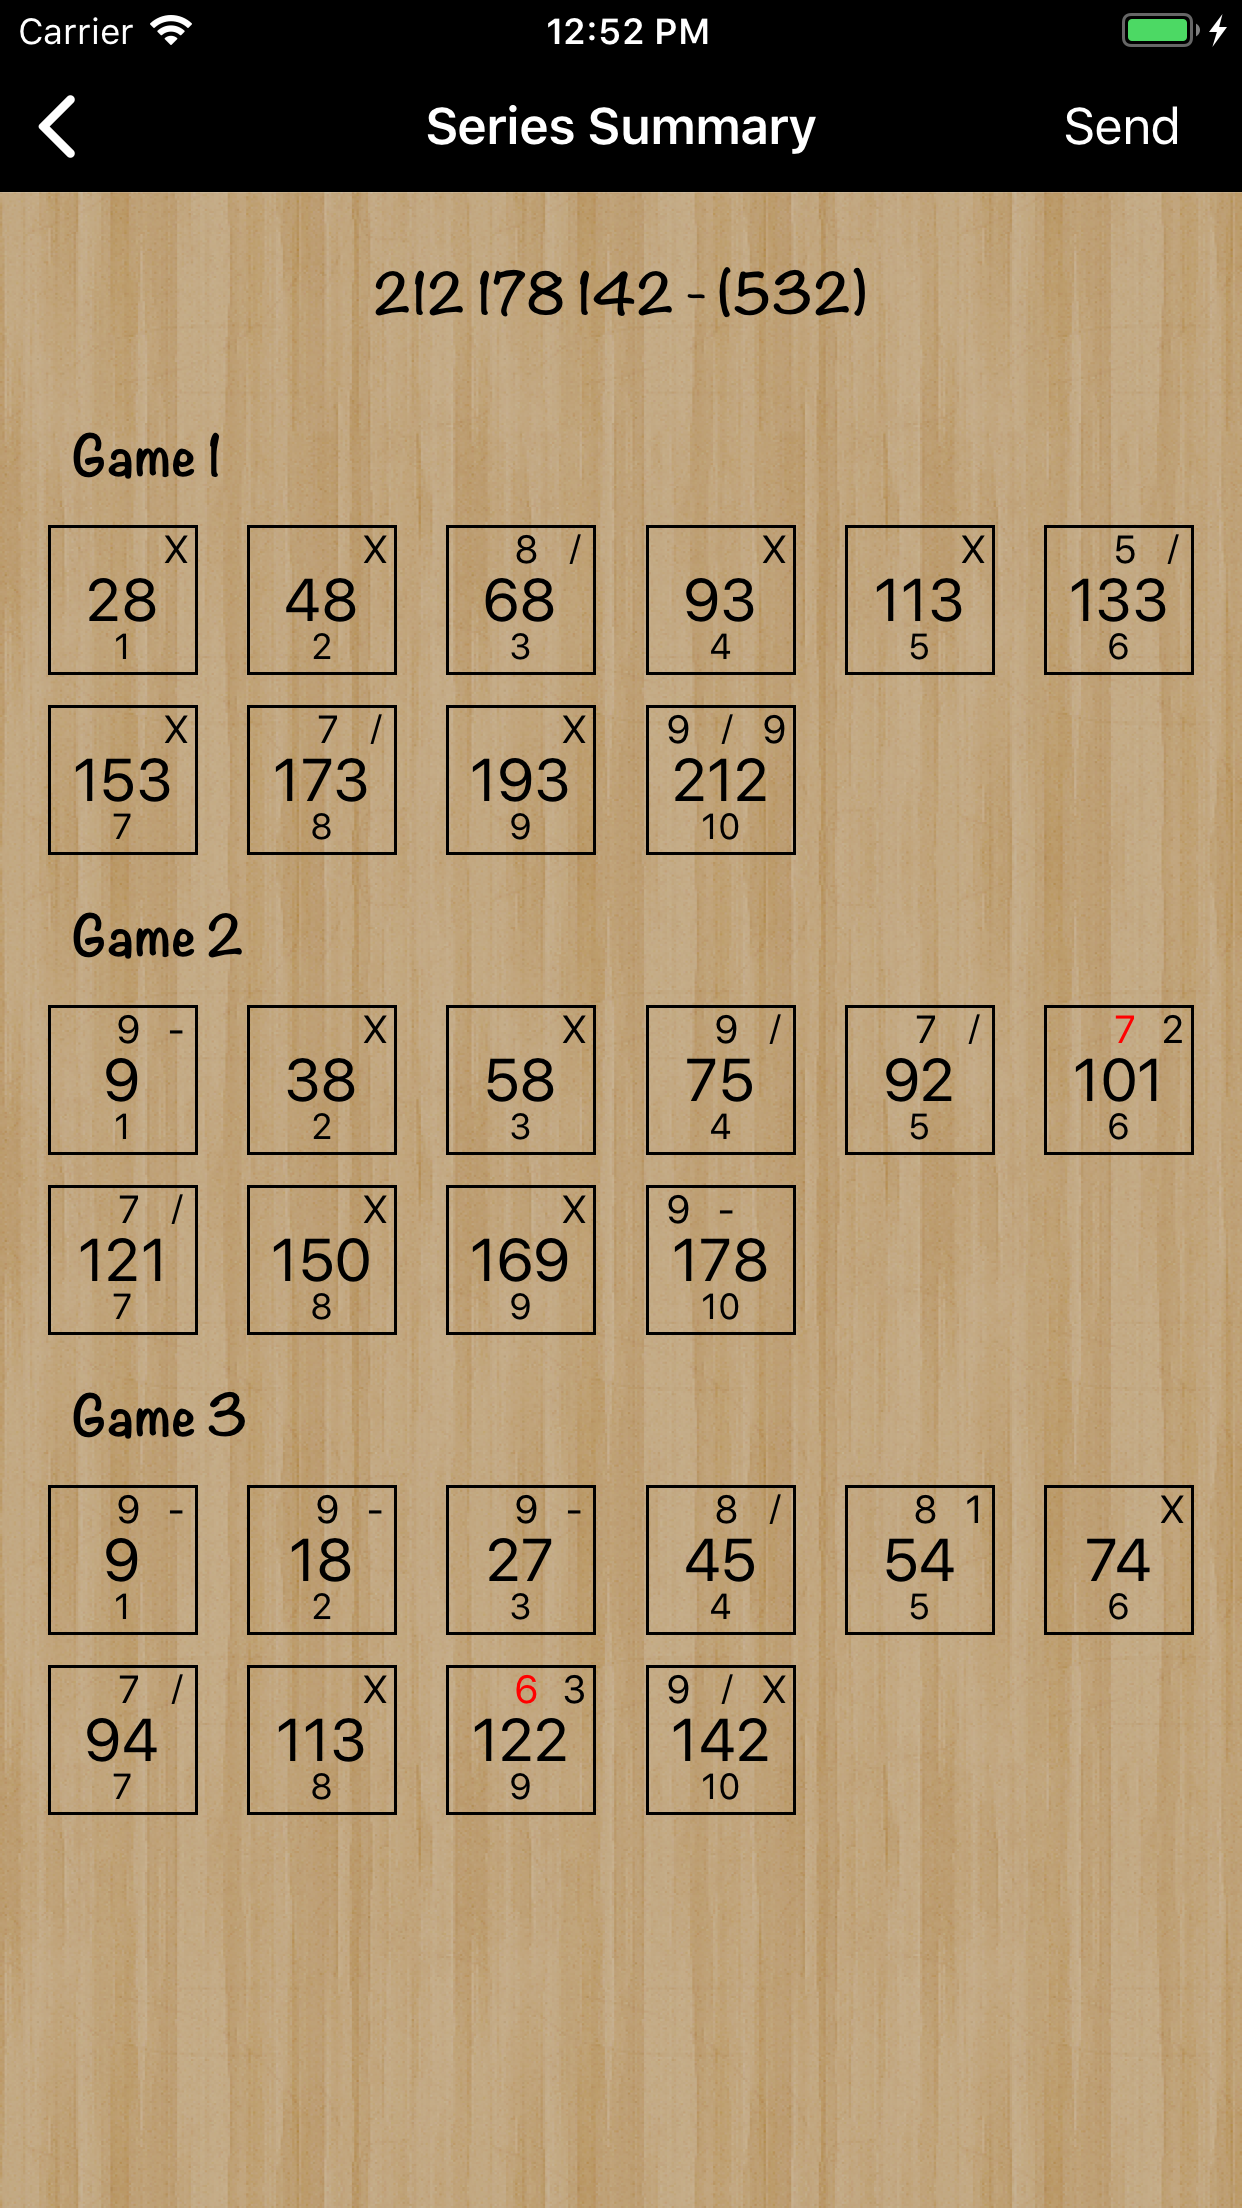 Carrier 12:52 PM
Series Summary Send
212 178 142 - (532)
Game 1
X X 8 / X X 5 /
28 48 68 93 113 133
1 2 3 4 5 6
X 7 / X 9 / 9
153 173 193 212
7 8 9 10
Game 2
9 - X X 9 / 7 / 7 2
9 38 58 75 92 101
1 2 3 4 5 6
7 / X X 9 -
121 150 169 178
7 8 9 10
Game 3
9 - 9 - 9 - 8 / 8 1 X
9 18 27 45 54 74
1 2 3 4 5 6
7 / X 6 3 9 / X
94 113 122 142
7 8 9 10